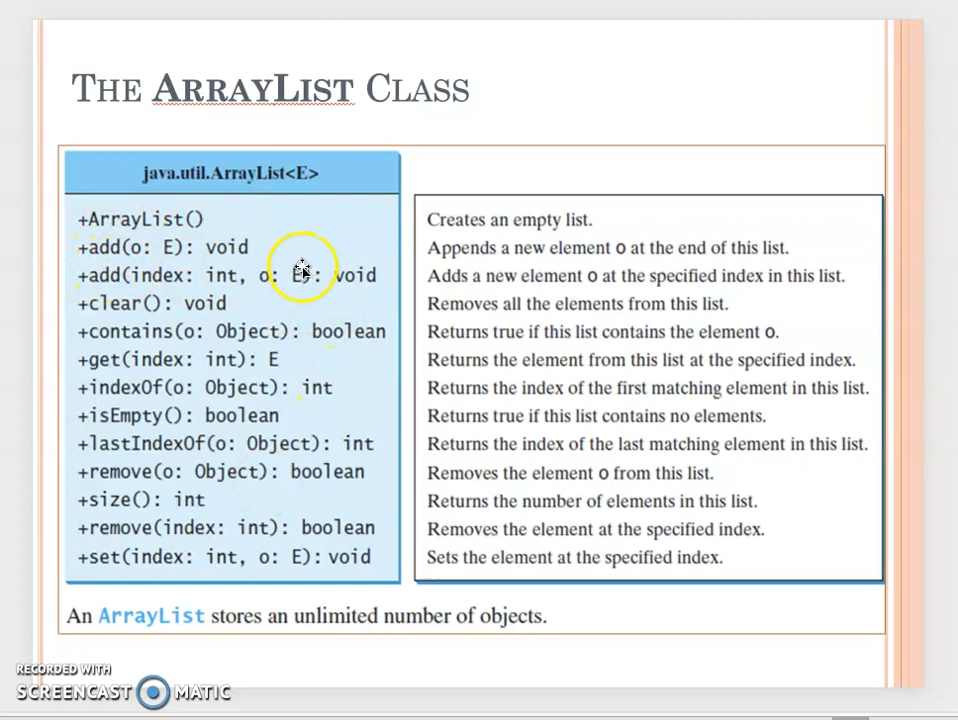 THE ARRAYLIST CLASS
java.util.ArrayList<E>
+ArrayList() Creates an empty list.
+add(o: E): void Appends a new element o at the end of this list.
+add(index: int, o: E): void Adds a new element o at the specified index in this list.
+clear(): void Removes all the elements from this list.
+contains(o: Object): boolean Returns true if this list contains the element o.
+get(index: int): E Returns the element from this list at the specified index.
+indexOf(o: Object): int Returns the index of the first matching element in this list.
+isEmpty(): boolean Returns true if this list contains no elements.
+lastIndexOf(o: Object): int Returns the index of the last matching element in this list.
+remove(o: Object): boolean Removes the element o from this list.
+size(): int Returns the number of elements in this list.
+remove(index: int): boolean Removes the element at the specified index.
+set(index: int, o: E): void Sets the element at the specified index.
An ArrayList stores an unlimited number of objects.
RECORDED WITH
SCREENCAST MATIC